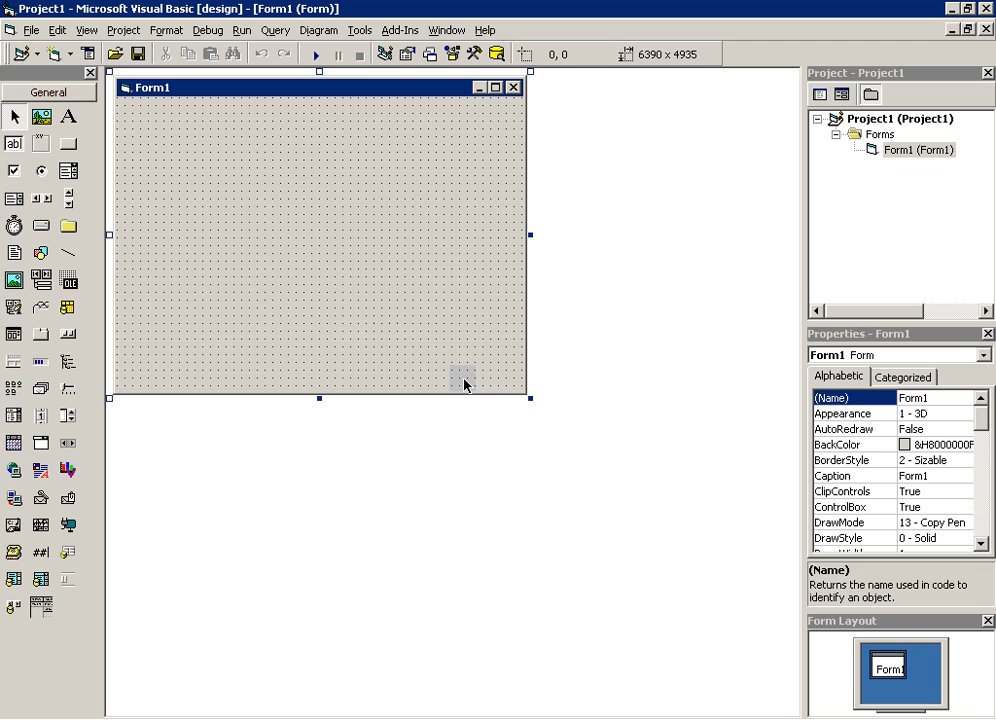 Project1 - Microsoft Visual Basic [design] - [Form1 (Form)]
File Edit View Project Format Debug Run Query Diagram Tools Add-Ins Window Help
0, 0 6390 x 4935
General
A
ab|
xy
OLE
##|
Form1
Project - Project1
Project1 (Project1)
Forms
Form1 (Form1)
Properties - Form1
Form1 Form
Alphabetic Categorized
(Name) Form1
Appearance 1 - 3D
AutoRedraw False
BackColor &H8000000F
BorderStyle 2 - Sizable
Caption Form1
ClipControls True
ControlBox True
DrawMode 13 - Copy Pen
DrawStyle 0 - Solid
(Name)
Returns the name used in code to
identify an object.
Form Layout
Form1